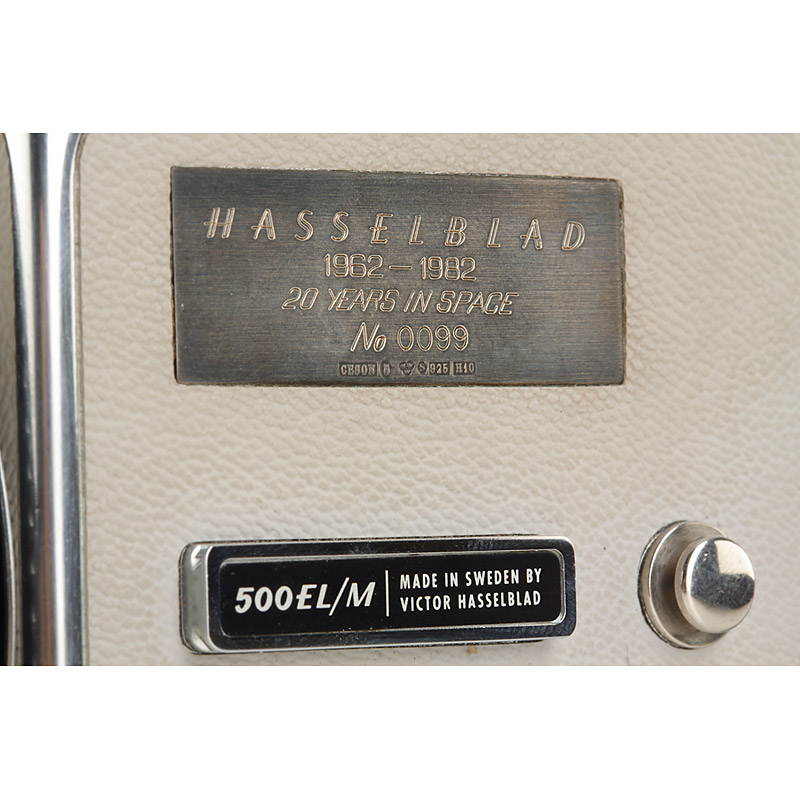 HASSELBLAD
1962-1982
20 YEARS IN SPACE
No 0099
CESON S 925 H10
500EL/M
MADE IN SWEDEN BY
VICTOR HASSELBLAD